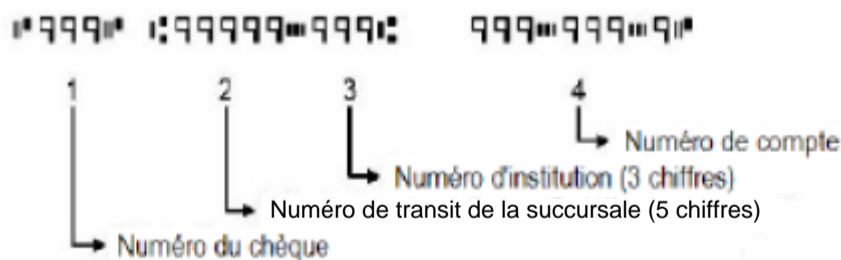 ⑈999⑈ ⑆99999⑉999⑆ 999⑉999⑉9⑈
1 2 3 4
Numéro de compte
Numéro d'institution (3 chiffres)
Numéro de transit de la succursale (5 chiffres)
Numéro du chèque